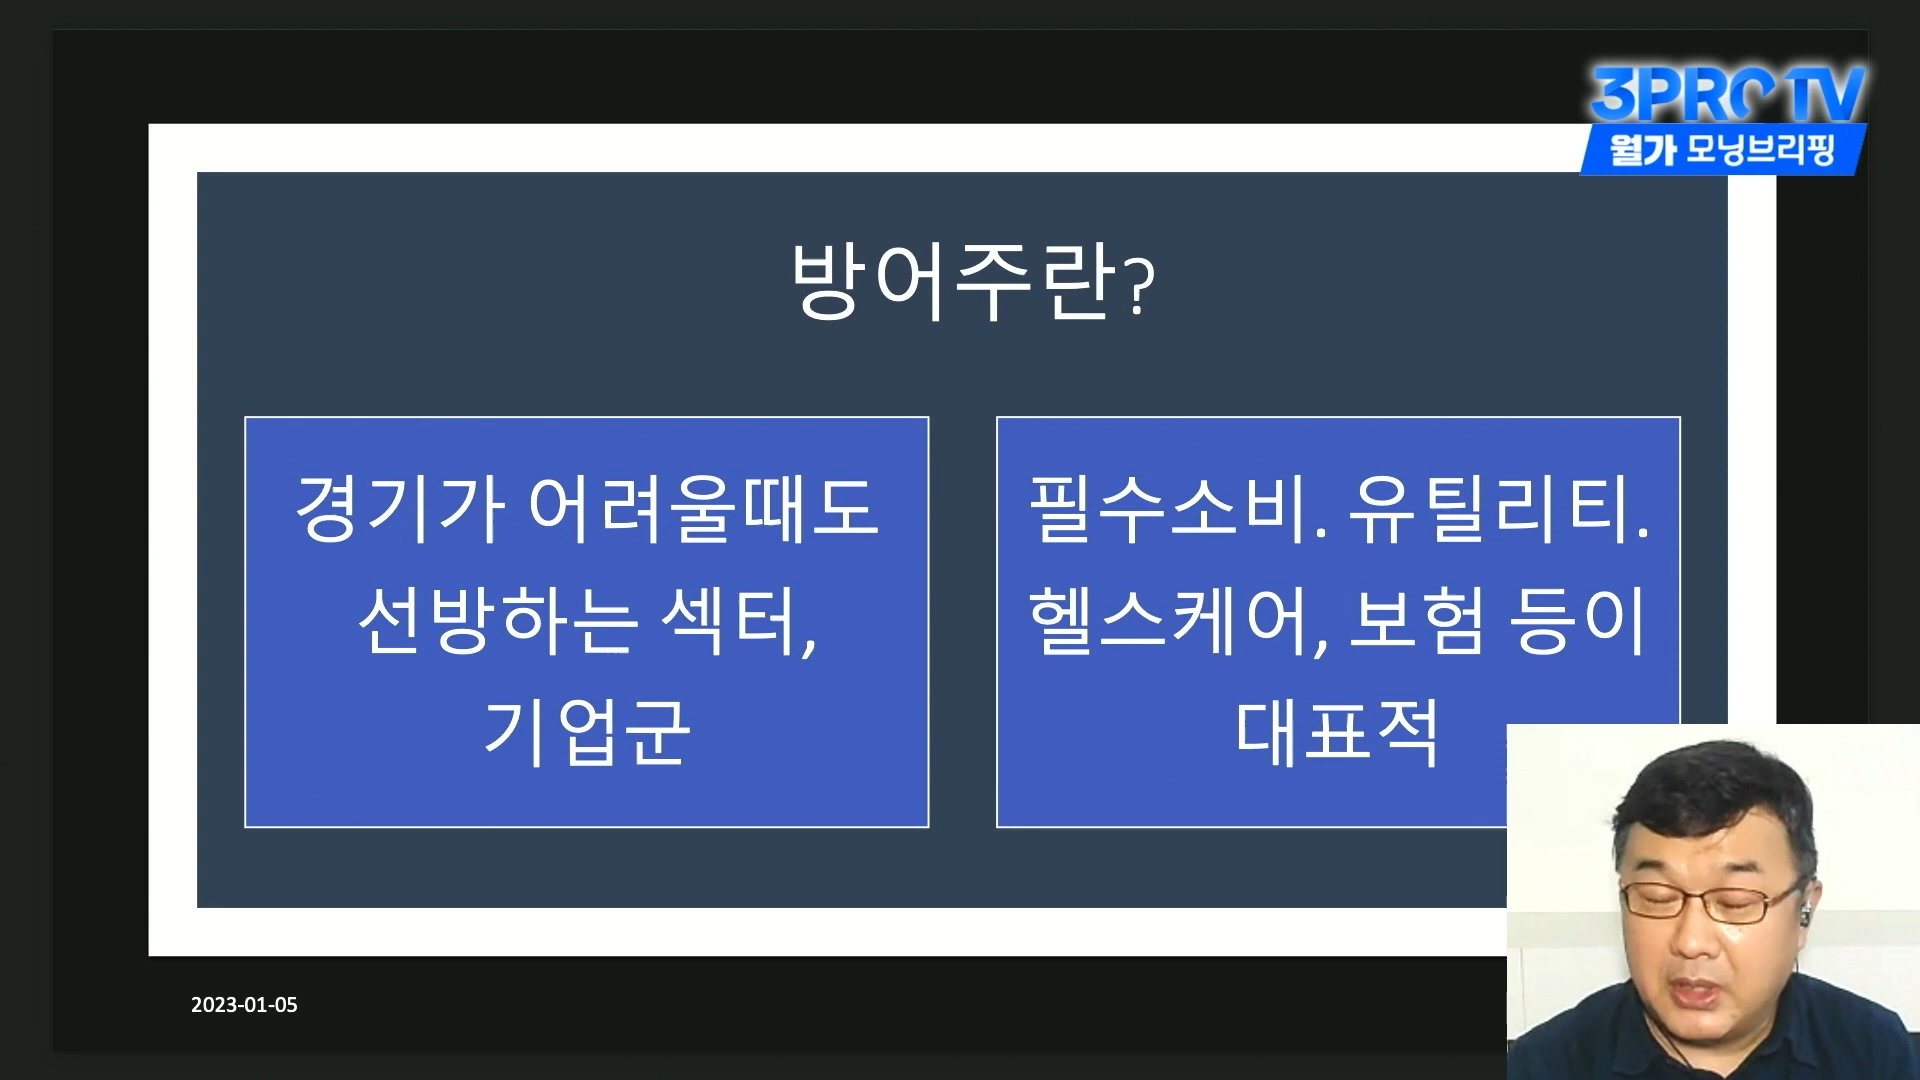 3PRO TV
월가 모닝브리핑
방어주란?
경기가 어려울때도
선방하는 섹터,
기업군
필수소비. 유틸리티.
헬스케어, 보험 등이
대표적
2023-01-05